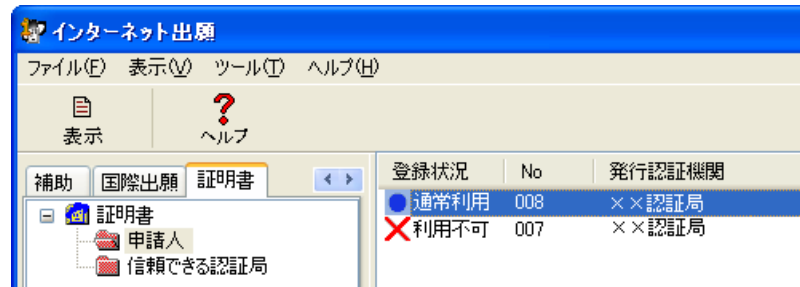 インターネット出願
ファイル(F) 表示(V) ツール(T) ヘルプ(H)
表示 ヘルプ
補助 国際出願 証明書
証明書
申請人
信頼できる認証局
登録状況 No 発行認証機関
通常利用 008 ××認証局
利用不可 007 ××認証局